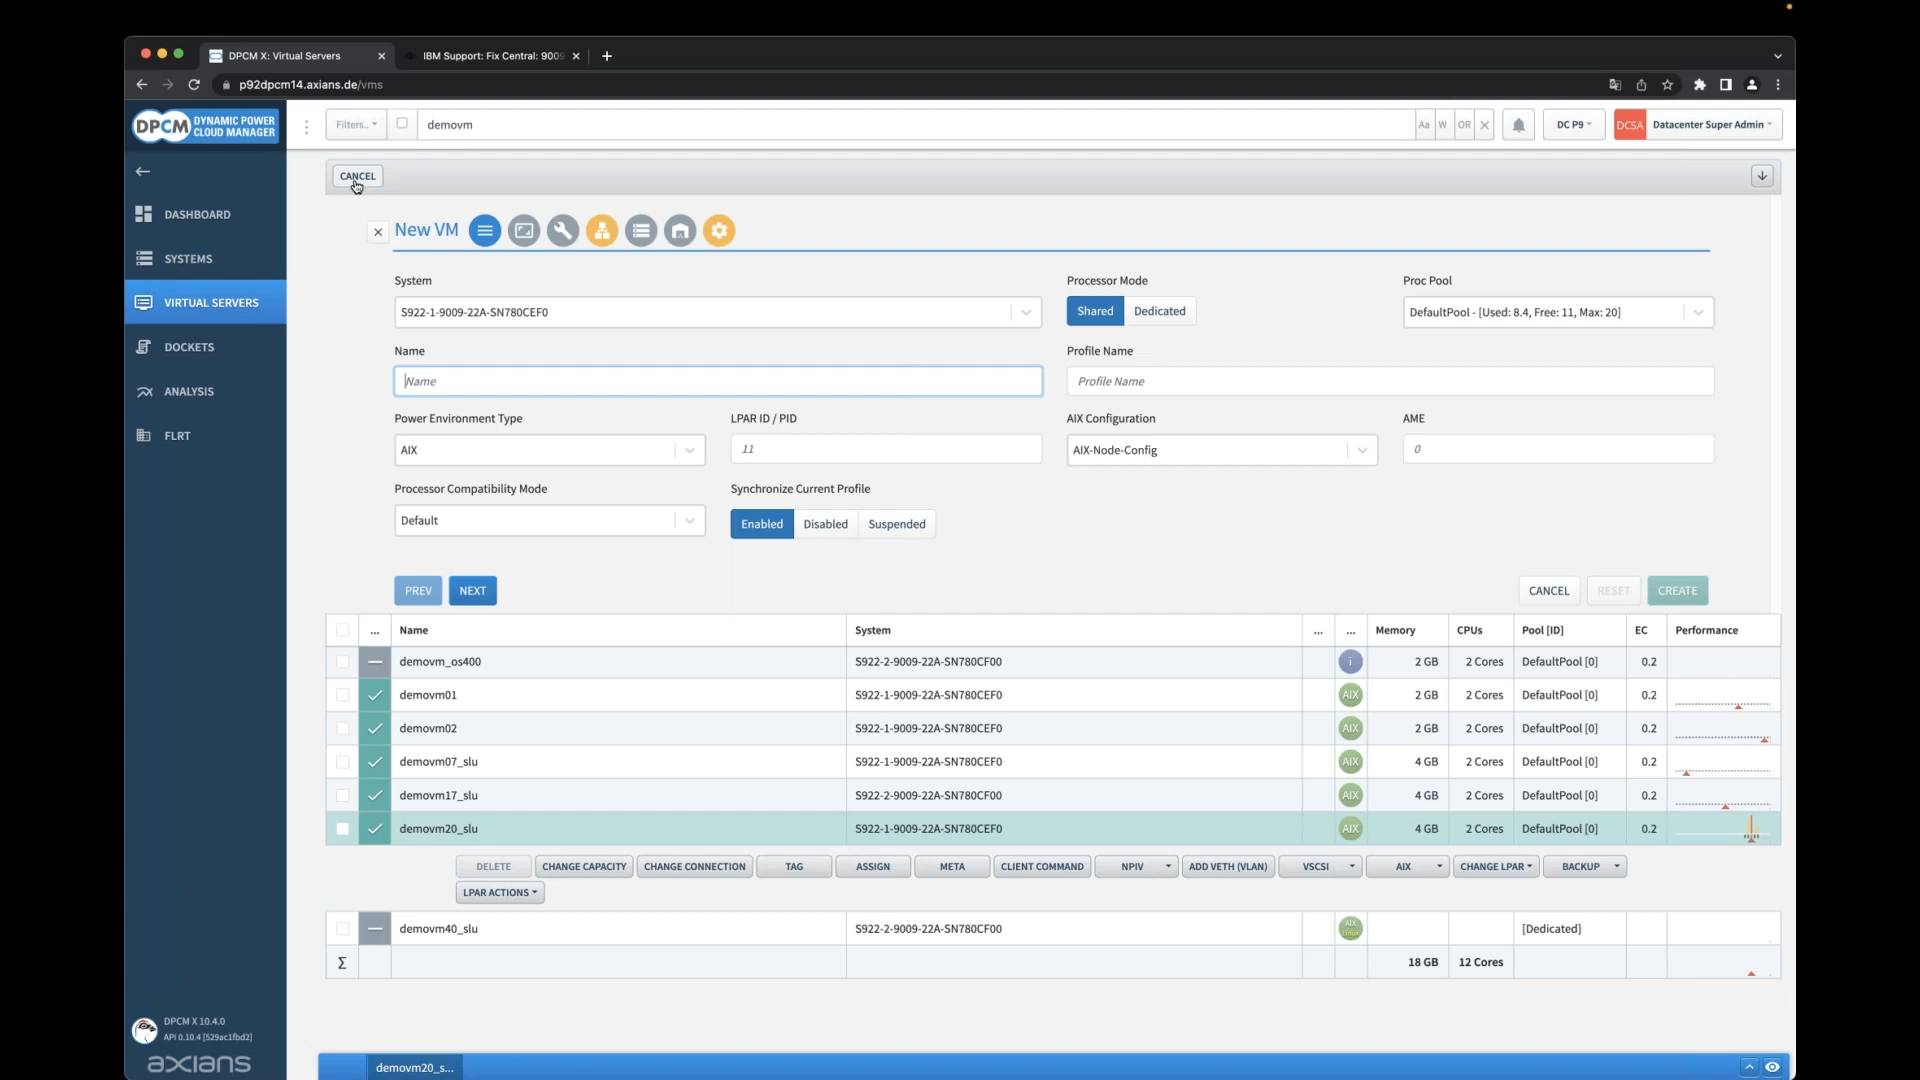 DPCM X: Virtual Servers
IBM Support: Fix Central: 9009
p92dpcm14.axians.de/vms
DPCM DYNAMIC POWER CLOUD MANAGER
Filters..
demovm
Aa W OR
DC P9
DCSA Datacenter Super Admin
CANCEL
DASHBOARD
SYSTEMS
VIRTUAL SERVERS
DOCKETS
ANALYSIS
FLRT
New VM
System
Processor Mode
Proc Pool
S922-1-9009-22A-SN780CEF0
Shared Dedicated
DefaultPool - [Used: 8.4, Free: 11, Max: 20]
Name
Profile Name
Name
Profile Name
Power Environment Type
LPAR ID / PID
AIX Configuration
AME
AIX
11
AIX-Node-Config
0
Processor Compatibility Mode
Synchronize Current Profile
Default
Enabled Disabled Suspended
PREV NEXT
CANCEL RESET CREATE
... Name System ... ... Memory CPUs Pool [ID] EC Performance
demovm_os400 S922-2-9009-22A-SN780CF00 i 2 GB 2 Cores DefaultPool [0] 0.2
demovm01 S922-1-9009-22A-SN780CEF0 AIX 2 GB 2 Cores DefaultPool [0] 0.2
demovm02 S922-1-9009-22A-SN780CEF0 AIX 2 GB 2 Cores DefaultPool [0] 0.2
demovm07_slu S922-1-9009-22A-SN780CEF0 AIX 4 GB 2 Cores DefaultPool [0] 0.2
demovm17_slu S922-2-9009-22A-SN780CF00 AIX 4 GB 2 Cores DefaultPool [0] 0.2
demovm20_slu S922-1-9009-22A-SN780CEF0 AIX 4 GB 2 Cores DefaultPool [0] 0.2
DELETE CHANGE CAPACITY CHANGE CONNECTION TAG ASSIGN META CLIENT COMMAND NPIV ADD VETH (VLAN) VSCSI AIX CHANGE LPAR BACKUP
LPAR ACTIONS
demovm40_slu S922-2-9009-22A-SN780CF00 AIX Linux [Dedicated]
Σ 18 GB 12 Cores
DPCM X 10.4.0
API 0.10.4 [529ac1fbd2]
axians
demovm20_s...